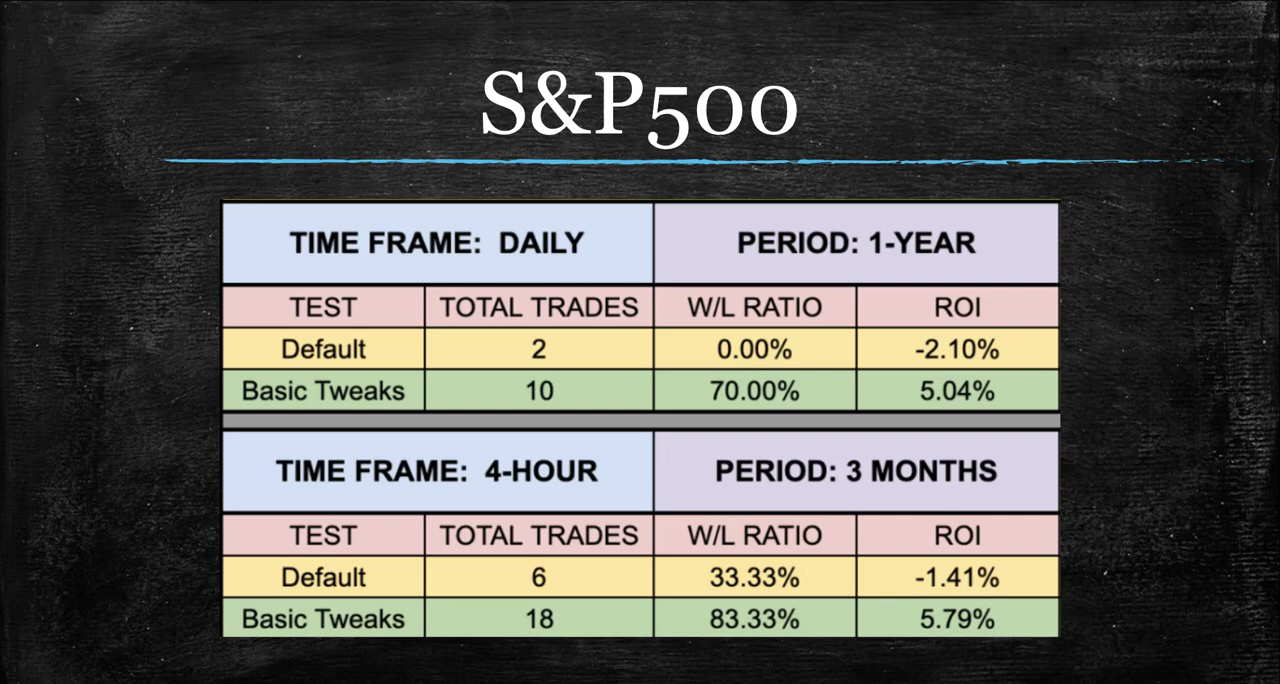 S&P500
TIME FRAME: DAILY PERIOD: 1-YEAR
TEST TOTAL TRADES W/L RATIO ROI
Default 2 0.00% -2.10%
Basic Tweaks 10 70.00% 5.04%
TIME FRAME: 4-HOUR PERIOD: 3 MONTHS
TEST TOTAL TRADES W/L RATIO ROI
Default 6 33.33% -1.41%
Basic Tweaks 18 83.33% 5.79%